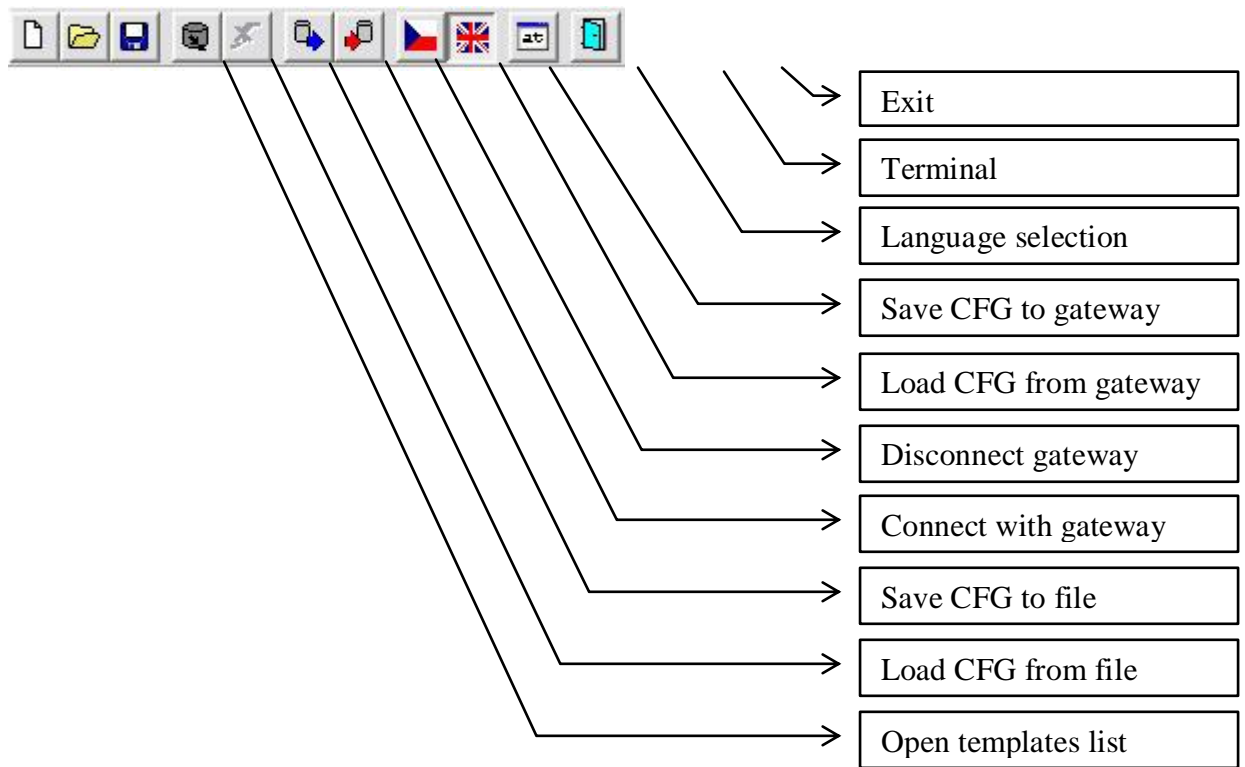 at
Exit
Terminal
Language selection
Save CFG to gateway
Load CFG from gateway
Disconnect gateway
Connect with gateway
Save CFG to file
Load CFG from file
Open templates list